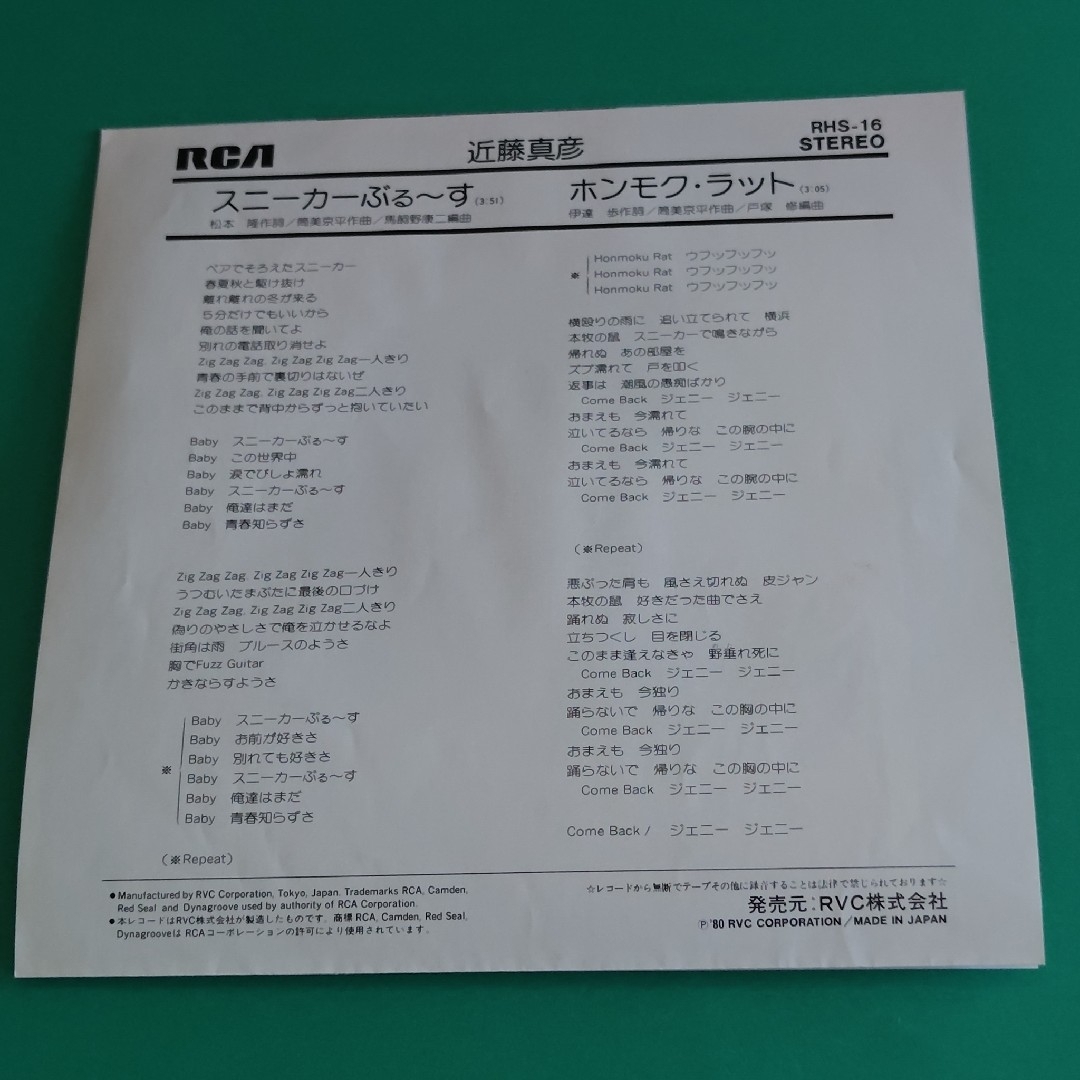 RCA
近藤真彦
RHS-16
STEREO
スニーカーぶる〜す(3:51)
松本 隆作詩／筒美京平作曲／馬飼野康二編曲
ペアでそろえたスニーカー
春夏秋と駆け抜け
離れ離れの冬が来る
5分だけでもいいから
俺の話を聞いてよ
別れの電話取り消せよ
Zig Zag Zag, Zig Zag Zig Zag一人きり
青春の手前で裏切りはないぜ
Zig Zag Zag, Zig Zag Zig Zag二人きり
このままで背中からずっと抱いていたい
Baby スニーカーぶる〜す
Baby この世界中
Baby 涙でびしょ濡れ
Baby スニーカーぶる〜す
Baby 俺達はまだ
Baby 青春知らずさ
Zig Zag Zag, Zig Zag Zig Zag一人きり
うつむいたまぶたに最後の口づけ
Zig Zag Zag, Zig Zag Zig Zag二人きり
偽りのやさしさで俺を泣かせるなよ
街角は雨 ブルースのようさ
胸でFuzz Guitar
かきならすようさ
Baby スニーカーぶる〜す
Baby お前が好きさ
Baby 別れても好きさ
※ Baby スニーカーぶる〜す
Baby 俺達はまだ
Baby 青春知らずさ
(※Repeat)
ホンモク・ラット(3:05)
伊達 歩作詩／筒美京平作曲／戸塚 修編曲
Honmoku Rat ウフッフッフッ
※ Honmoku Rat ウフッフッフッ
Honmoku Rat ウフッフッフッ
横殴りの雨に 追い立てられて 横浜
本牧の鼠 スニーカーで鳴きながら
帰れぬ あの部屋を
ズブ濡れて 戸を叩く
返事は 潮風の愚痴ばかり
Come Back ジェニー ジェニー
おまえも 今濡れて
泣いてるなら 帰りな この腕の中に
Come Back ジェニー ジェニー
おまえも 今濡れて
泣いてるなら 帰りな この腕の中に
Come Back ジェニー ジェニー
(※Repeat)
悪ぶった肩も 風さえ切れぬ 皮ジャン
本牧の鼠 好きだった曲でさえ
踊れぬ 寂しさに
立ちつくし 目を閉じる
このまま逢えなきゃ 野垂れ死に
Come Back ジェニー ジェニー
おまえも 今独り
踊らないで 帰りな この胸の中に
Come Back ジェニー ジェニー
おまえも 今独り
踊らないで 帰りな この胸の中に
Come Back ジェニー ジェニー
Come Back / ジェニー ジェニー
●Manufactured by RVC Corporation, Tokyo, Japan. Trademarks RCA, Camden,
Red Seal and Dynagroove used by authority of RCA Corporation.
●本レコードはRVC株式会社が製造したものです。商標 RCA, Camden, Red Seal,
Dynagrooveは RCAコーポレーションの許可により使用されています。
☆レコードから無断でテープその他に録音することは法律で禁じられております☆
発売元：RVC株式会社
Ⓟ'80 RVC CORPORATION／MADE IN JAPAN